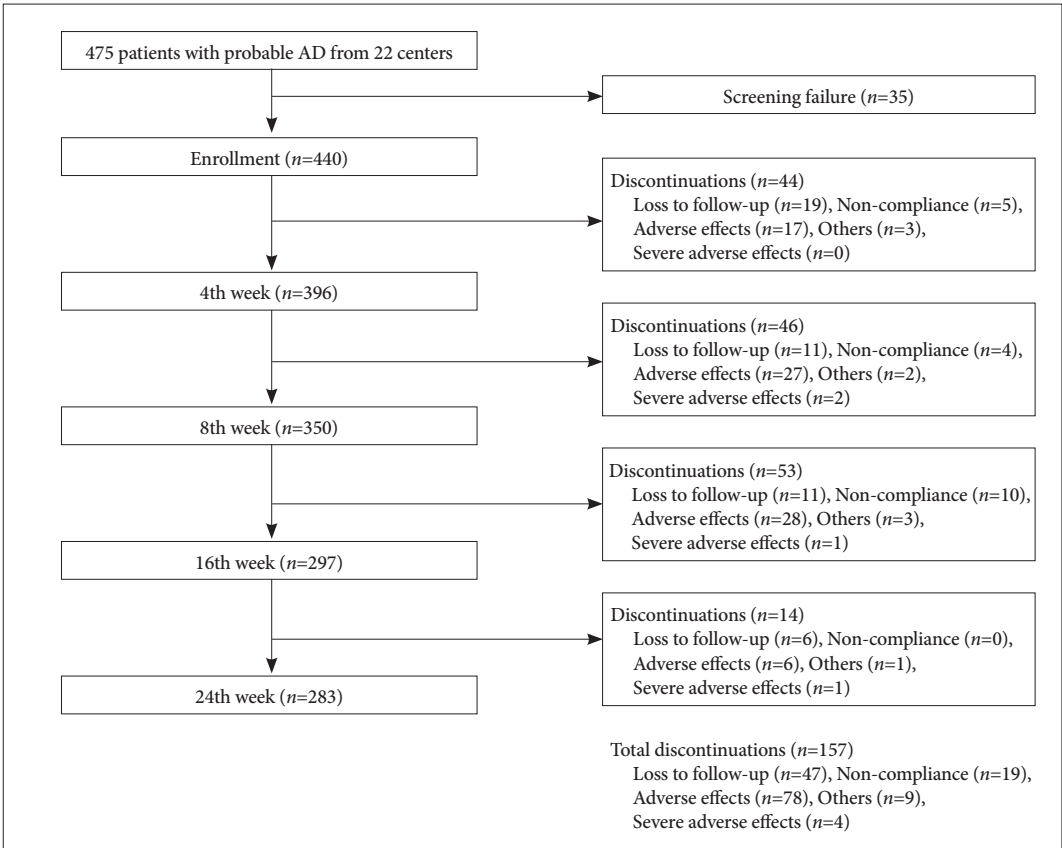 475 patients with probable AD from 22 centers
Screening failure (n=35)
Enrollment (n=440)
Discontinuations (n=44)
Loss to follow-up (n=19), Non-compliance (n=5),
Adverse effects (n=17), Others (n=3),
Severe adverse effects (n=0)
4th week (n=396)
Discontinuations (n=46)
Loss to follow-up (n=11), Non-compliance (n=4),
Adverse effects (n=27), Others (n=2),
Severe adverse effects (n=2)
8th week (n=350)
Discontinuations (n=53)
Loss to follow-up (n=11), Non-compliance (n=10),
Adverse effects (n=28), Others (n=3),
Severe adverse effects (n=1)
16th week (n=297)
Discontinuations (n=14)
Loss to follow-up (n=6), Non-compliance (n=0),
Adverse effects (n=6), Others (n=1),
Severe adverse effects (n=1)
24th week (n=283)
Total discontinuations (n=157)
Loss to follow-up (n=47), Non-compliance (n=19),
Adverse effects (n=78), Others (n=9),
Severe adverse effects (n=4)